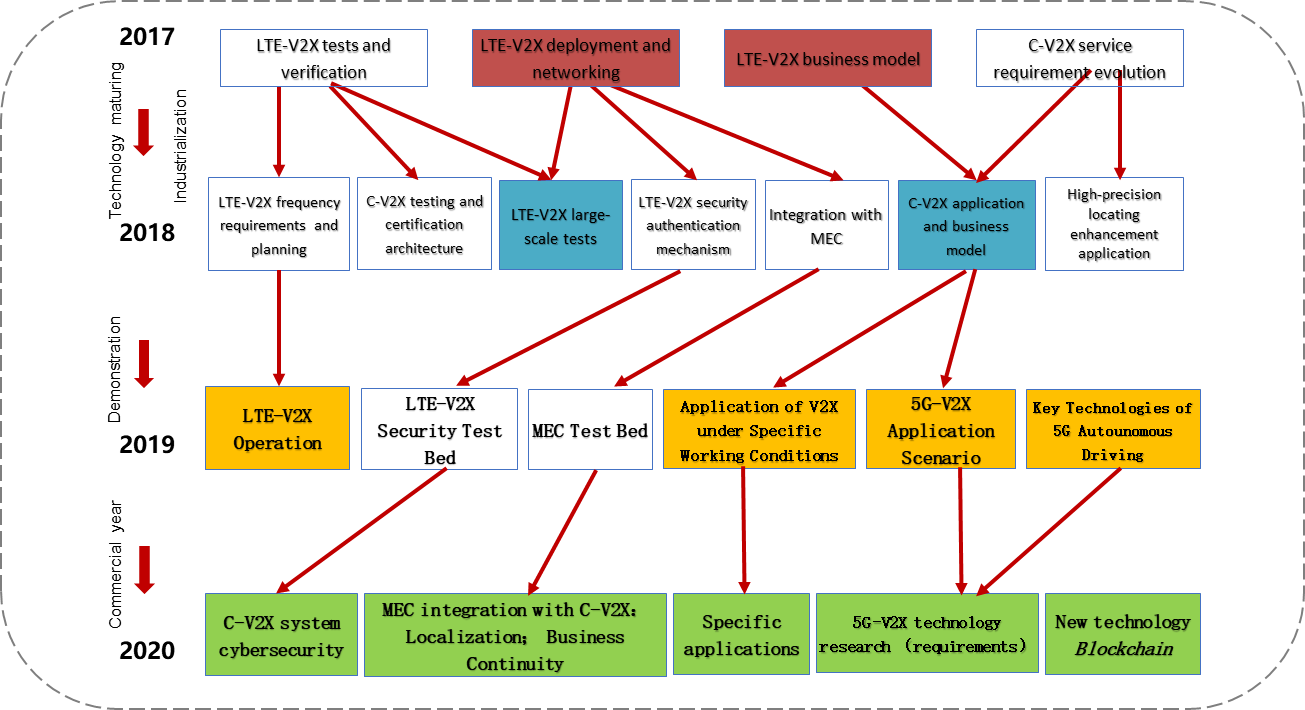 2017
LTE-V2X tests and
verification
LTE-V2X deployment and
networking
LTE-V2X business model
C-V2X service
requirement evolution
Technology maturing
Industrialization
2018
LTE-V2X frequency
requirements and
planning
C-V2X testing and
certification
architecture
LTE-V2X large-
scale tests
LTE-V2X security
authentication
mechanism
Integration with
MEC
C-V2X application
and business
model
High-precision
locating
enhancement
application
Demonstration
2019
LTE-V2X
Operation
LTE-V2X
Security Test
Bed
MEC Test Bed
Application of V2X
under Specific
Working Conditions
5G-V2X
Application
Scenario
Key Technologies of
5G Autounomous
Driving
Commercial year
2020
C-V2X system
cybersecurity
MEC integration with C-V2X：
Localization； Business
Continuity
Specific
applications
5G-V2X technology
research（requirements）
New technology
Blockchain